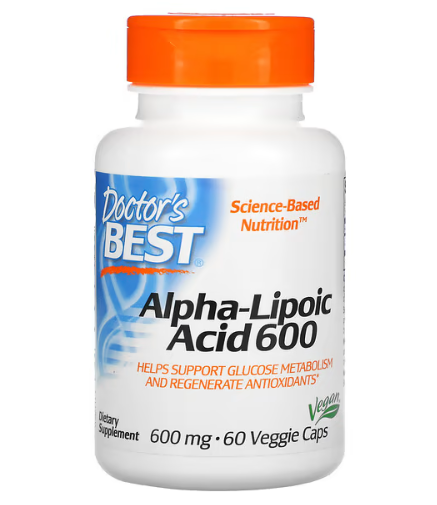 Doctor's
BEST®
Science-Based
Nutrition™
Alpha-Lipoic
Acid 600
HELPS SUPPORT GLUCOSE METABOLISM
AND REGENERATE ANTIOXIDANTS*
Vegan
Dietary
Supplement
600 mg • 60 Veggie Caps